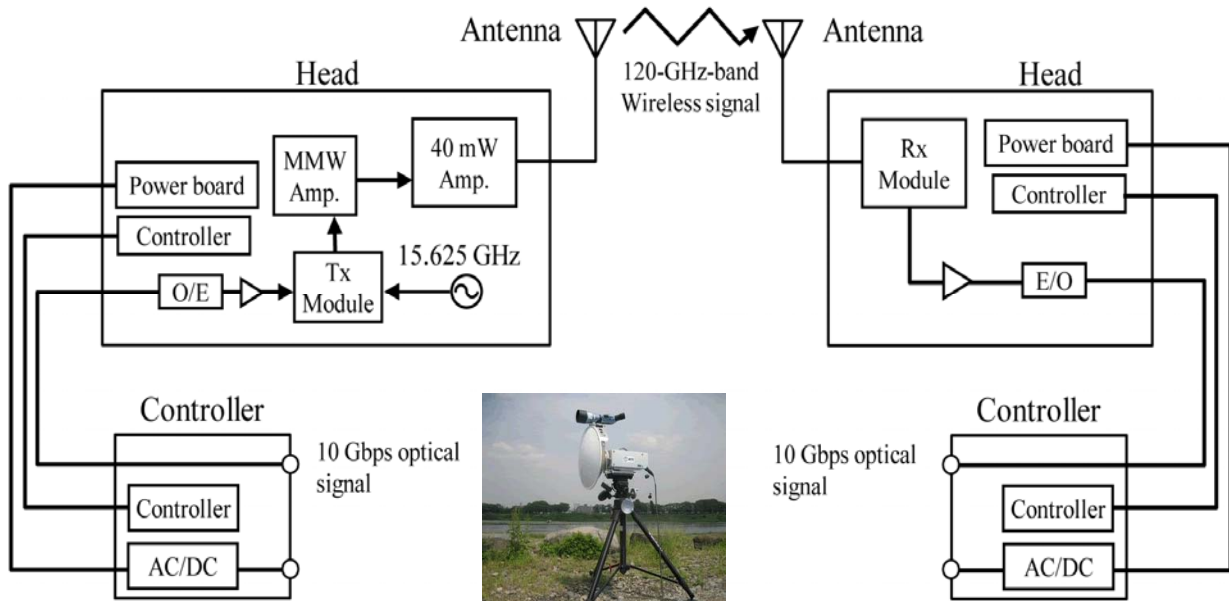 Antenna
Antenna
120-GHz-band
Wireless signal
Head
Head
MMW
Amp.
40 mW
Amp.
Power board
Controller
O/E
Tx
Module
15.625 GHz
Rx
Module
Power board
Controller
E/O
Controller
10 Gbps optical
signal
Controller
AC/DC
Controller
10 Gbps optical
signal
Controller
AC/DC